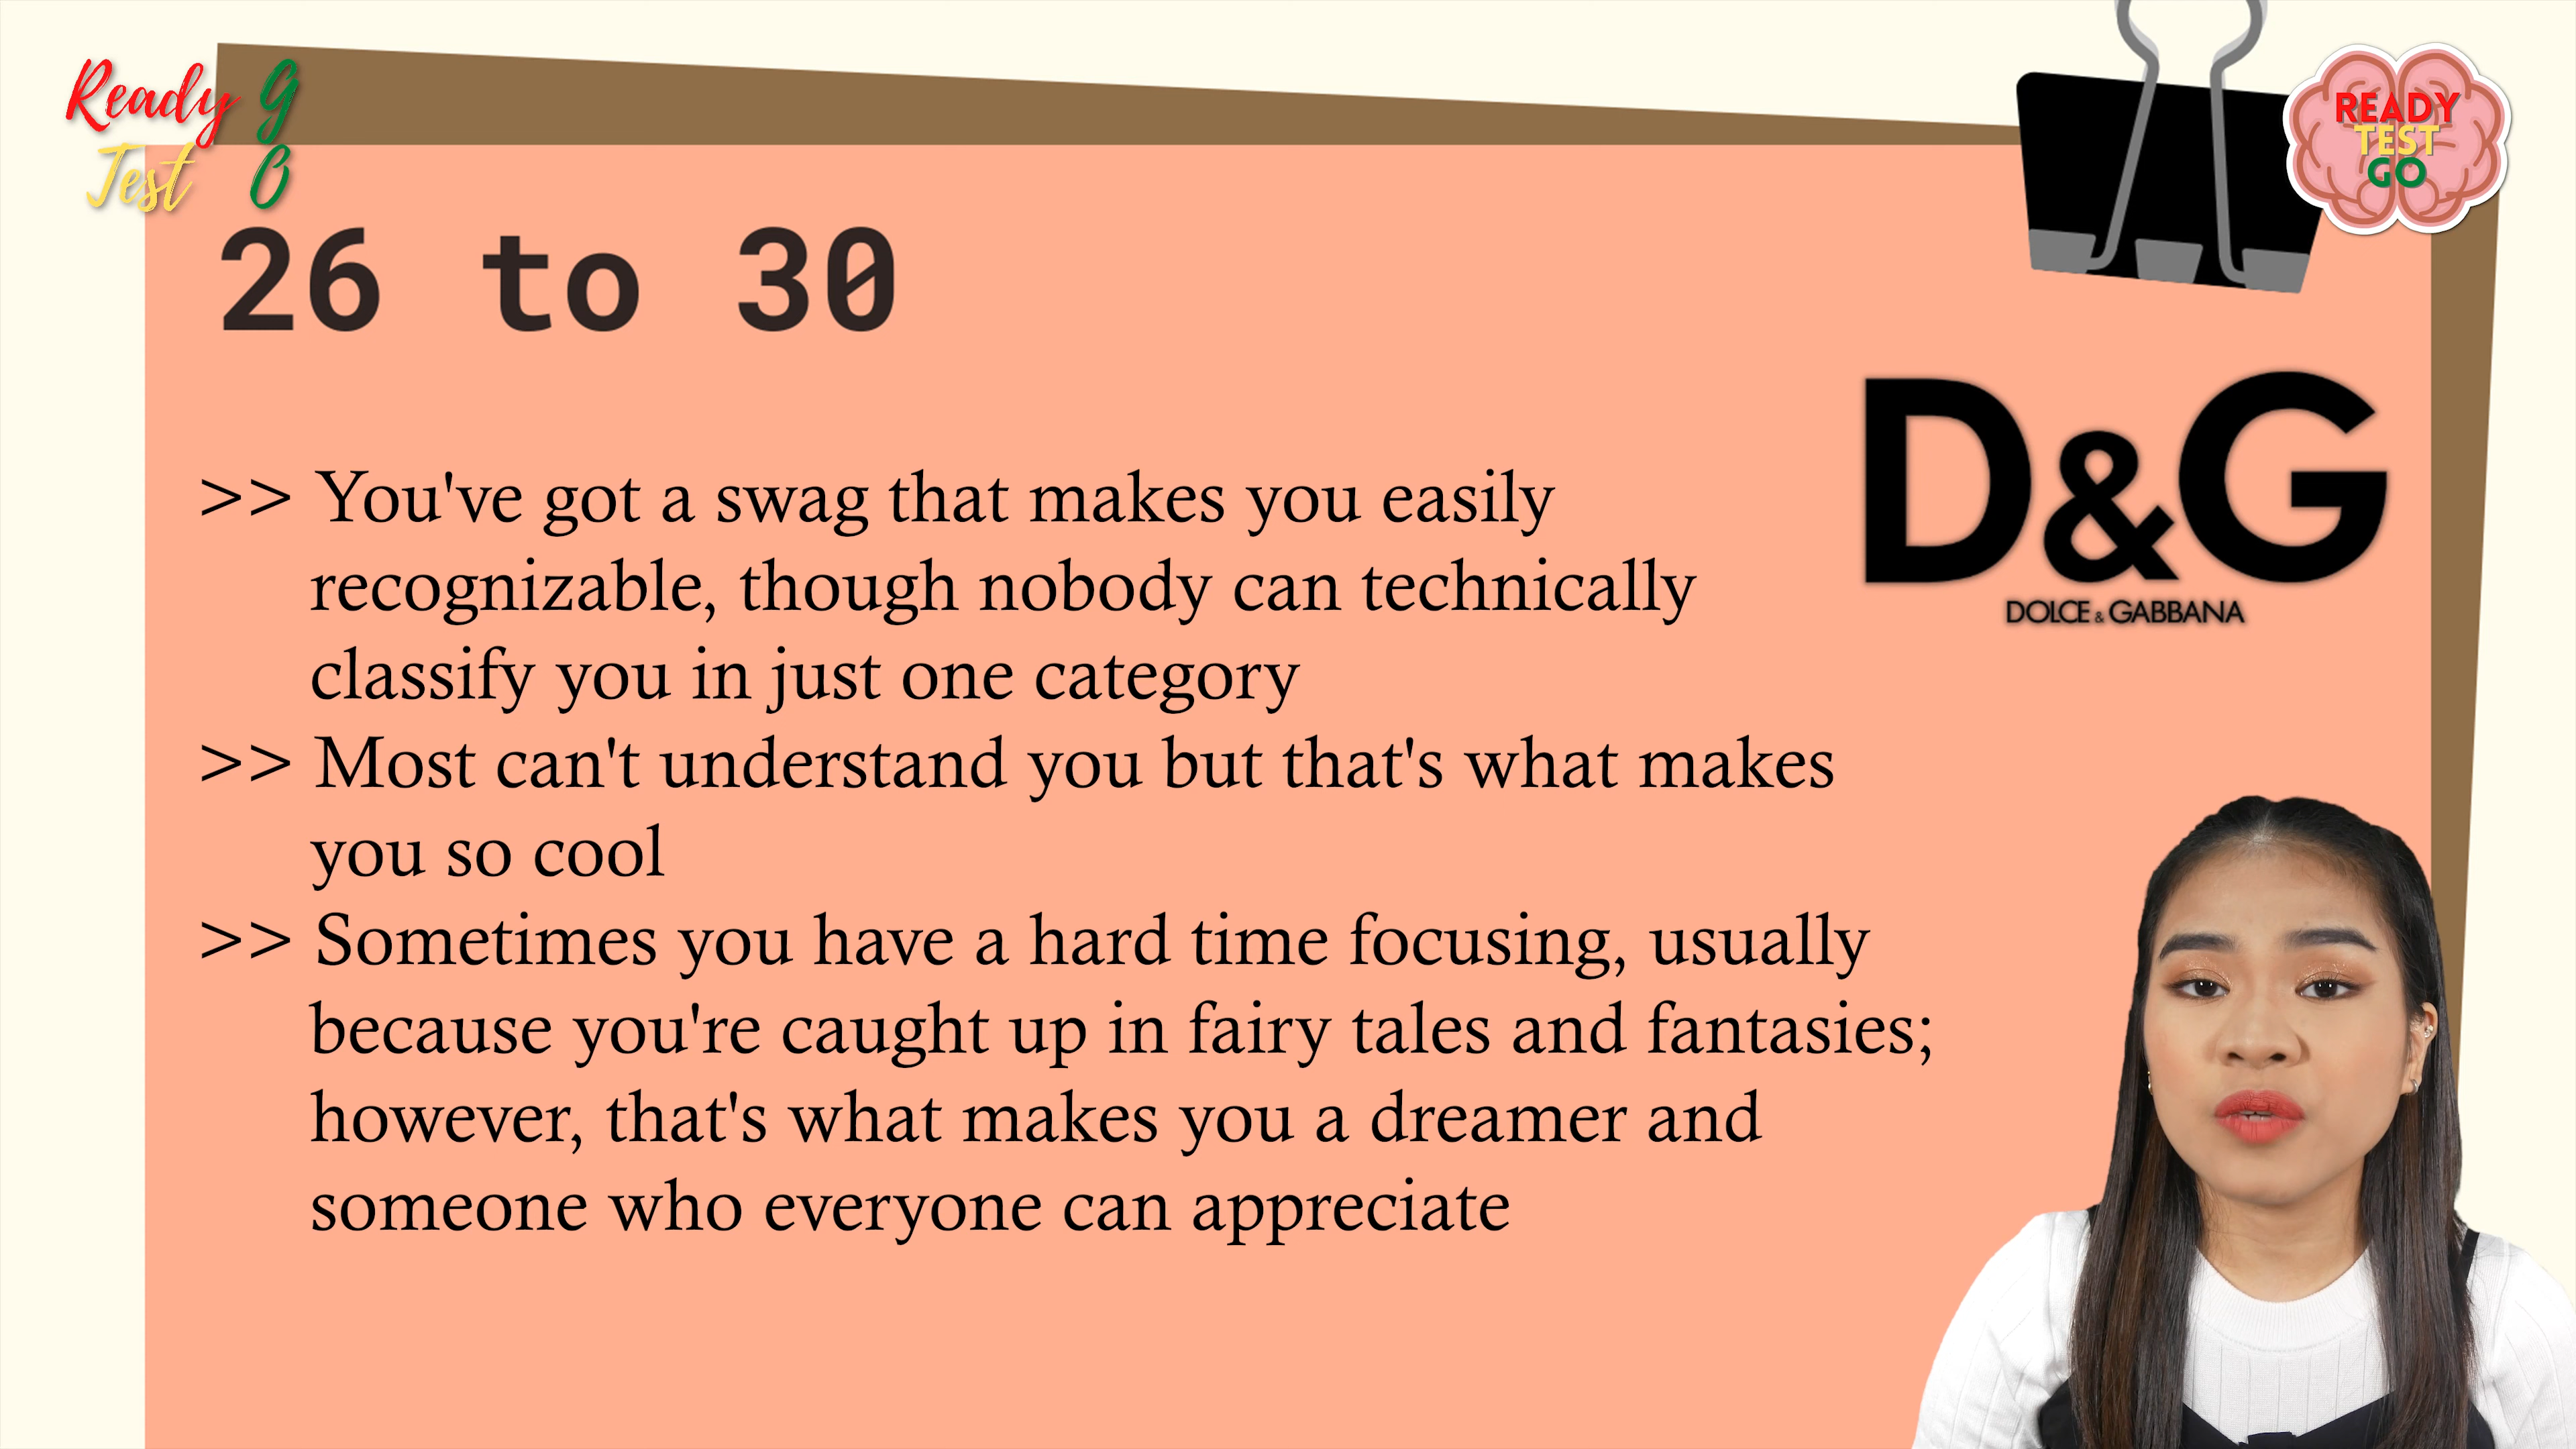 Ready G
Test O
READY
TEST
GO
26 to 30
D&G
DOLCE & GABBANA
>> You've got a swag that makes you easily
recognizable, though nobody can technically
classify you in just one category
>> Most can't understand you but that's what makes
you so cool
>> Sometimes you have a hard time focusing, usually
because you're caught up in fairy tales and fantasies;
however, that's what makes you a dreamer and
someone who everyone can appreciate